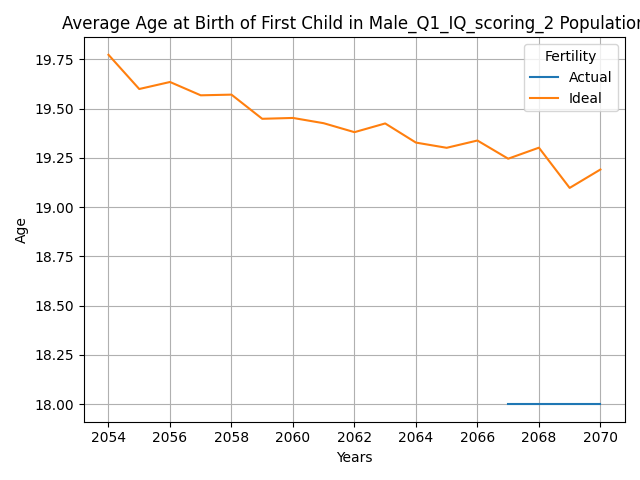 Average Age at Birth of First Child in Male_Q1_IQ_scoring_2 Population
Fertility
Actual
Ideal
19.75
19.50
19.25
19.00
18.75
18.50
18.25
18.00
Age
2054 2056 2058 2060 2062 2064 2066 2068 2070
Years